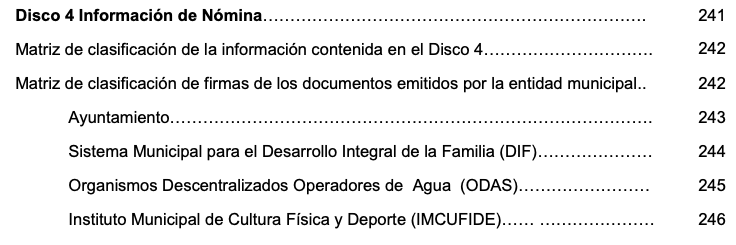 Disco 4 Información de Nómina……………………………………………………………. 241
Matriz de clasificación de la información contenida en el Disco 4…………………………. 242
Matriz de clasificación de firmas de los documentos emitidos por la entidad municipal.. 242
Ayuntamiento……………………………………………………………………………. 243
Sistema Municipal para el Desarrollo Integral de la Familia (DIF)………………… 244
Organismos Descentralizados Operadores de  Agua  (ODAS)…………………… 245
Instituto Municipal de Cultura Física y Deporte (IMCUFIDE)…… ………………… 246